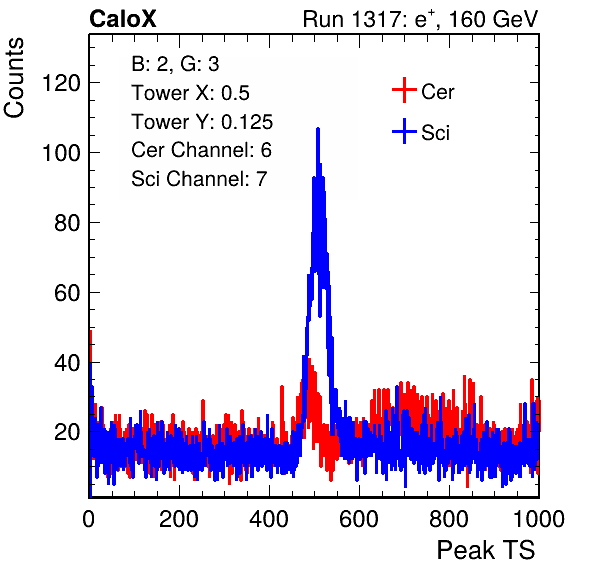 CaloX
Run 1317: e+, 160 GeV
Counts
B: 2, G: 3
Tower X: 0.5
Tower Y: 0.125
Cer Channel: 6
Sci Channel: 7
Cer
Sci
120
100
80
60
40
20
0 200 400 600 800 1000
Peak TS